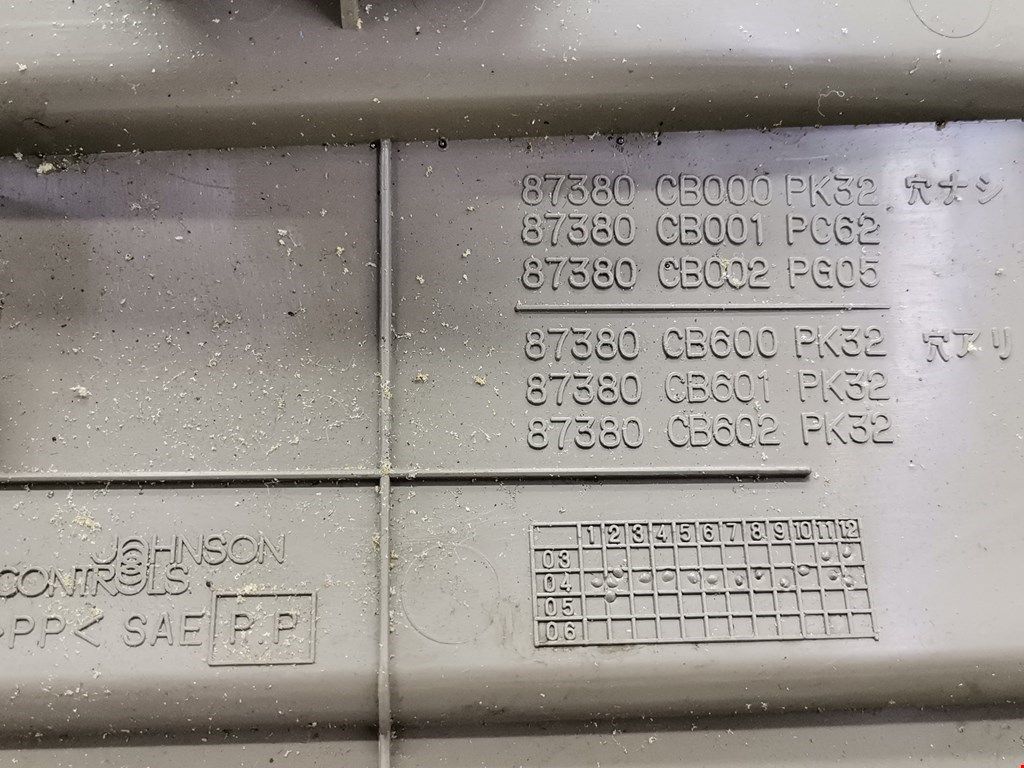 87380 CB000 PK32 穴ナシ
87380 CB001 PC62
87380 CB002 PG05
87380 CB600 PK32 穴アリ
87380 CB601 PK32
87380 CB602 PK32
JOHNSON
CONTROLS
>PP< SAE P.P
1 2 3 4 5 6 7 8 9 10 11 12
03
04
05
06